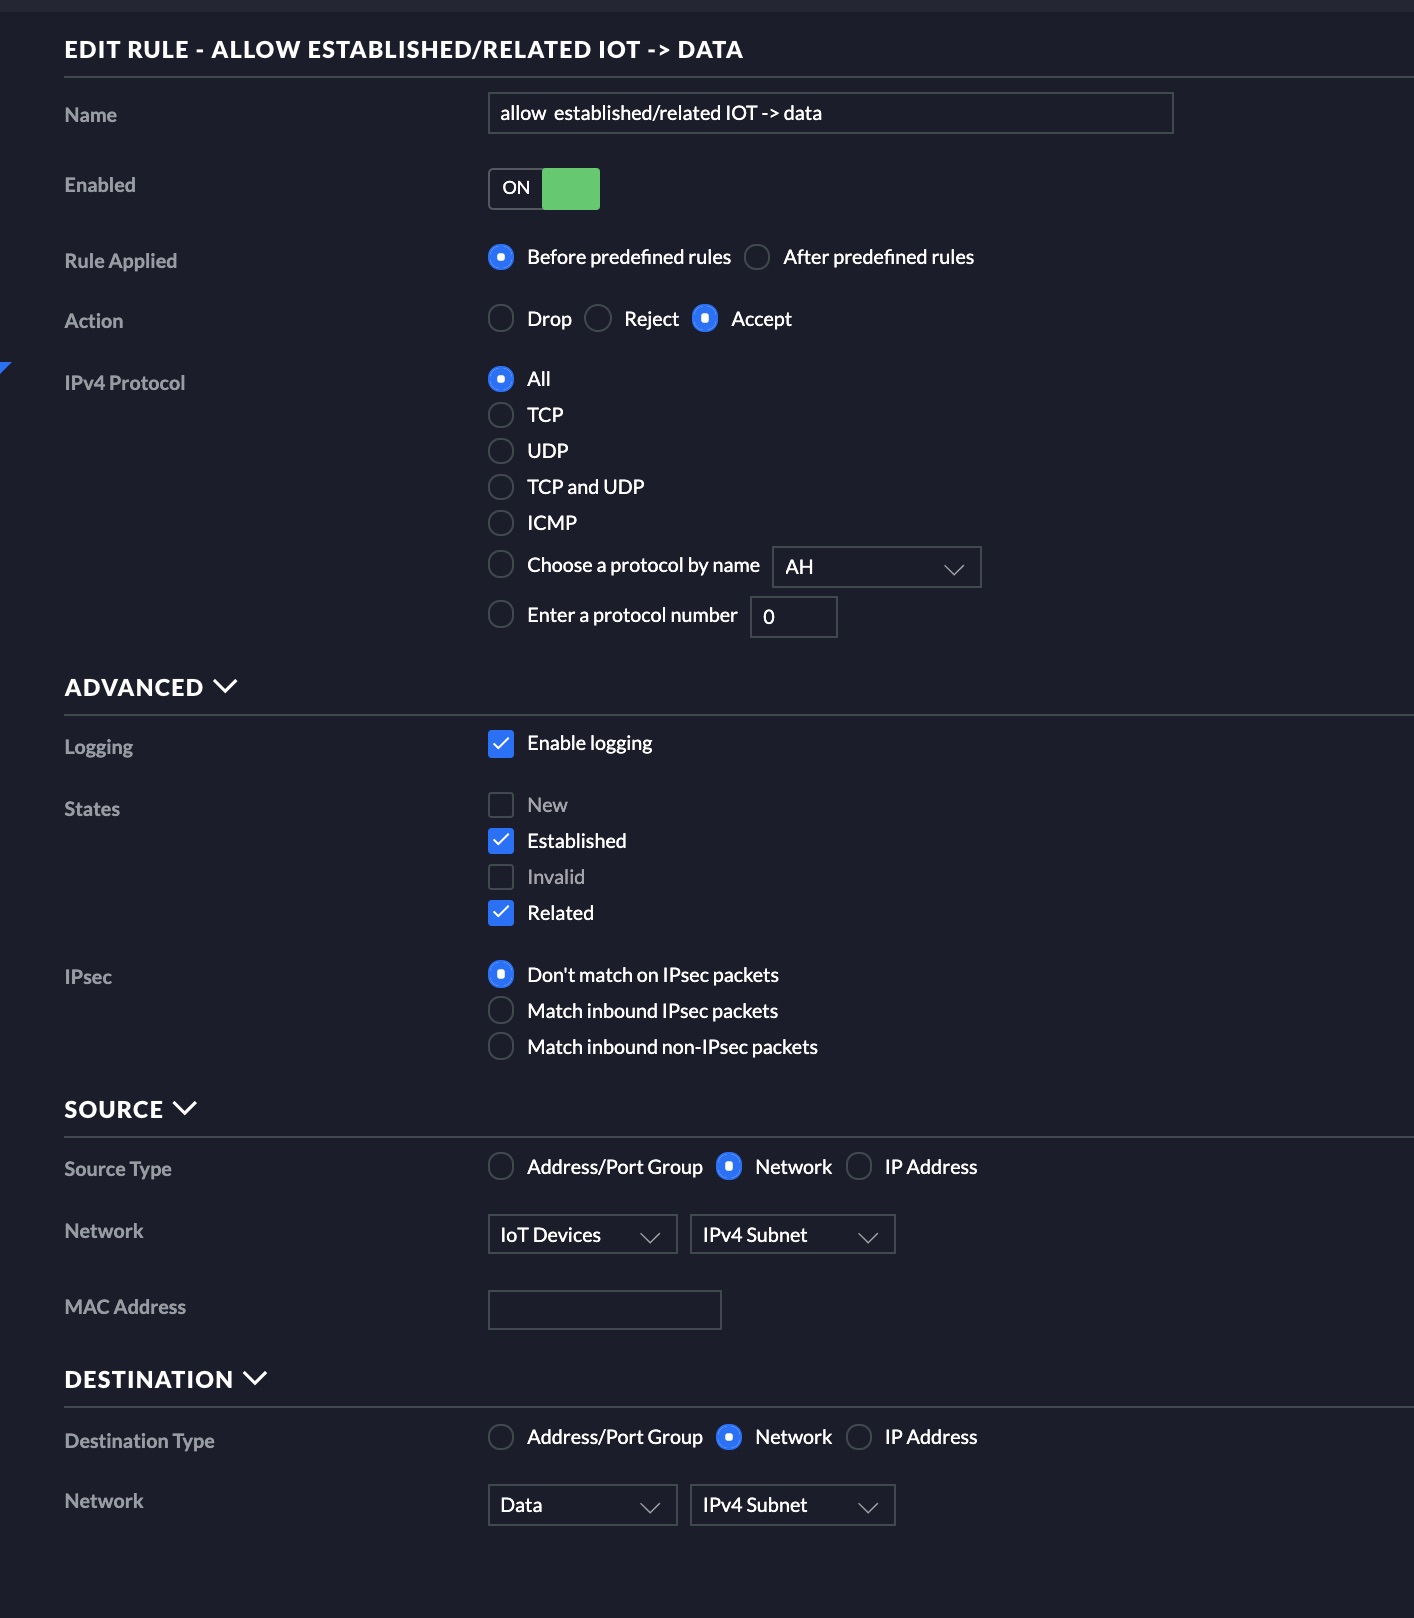 EDIT RULE - ALLOW ESTABLISHED/RELATED IOT -> DATA
Name
allow established/related IOT -> data
Enabled
ON
Rule Applied
Before predefined rules After predefined rules
Action
Drop Reject Accept
IPv4 Protocol
All
TCP
UDP
TCP and UDP
ICMP
Choose a protocol by name AH
Enter a protocol number 0
ADVANCED
Logging
Enable logging
States
New
Established
Invalid
Related
IPsec
Don't match on IPsec packets
Match inbound IPsec packets
Match inbound non-IPsec packets
SOURCE
Source Type
Address/Port Group Network IP Address
Network
IoT Devices IPv4 Subnet
MAC Address
DESTINATION
Destination Type
Address/Port Group Network IP Address
Network
Data IPv4 Subnet